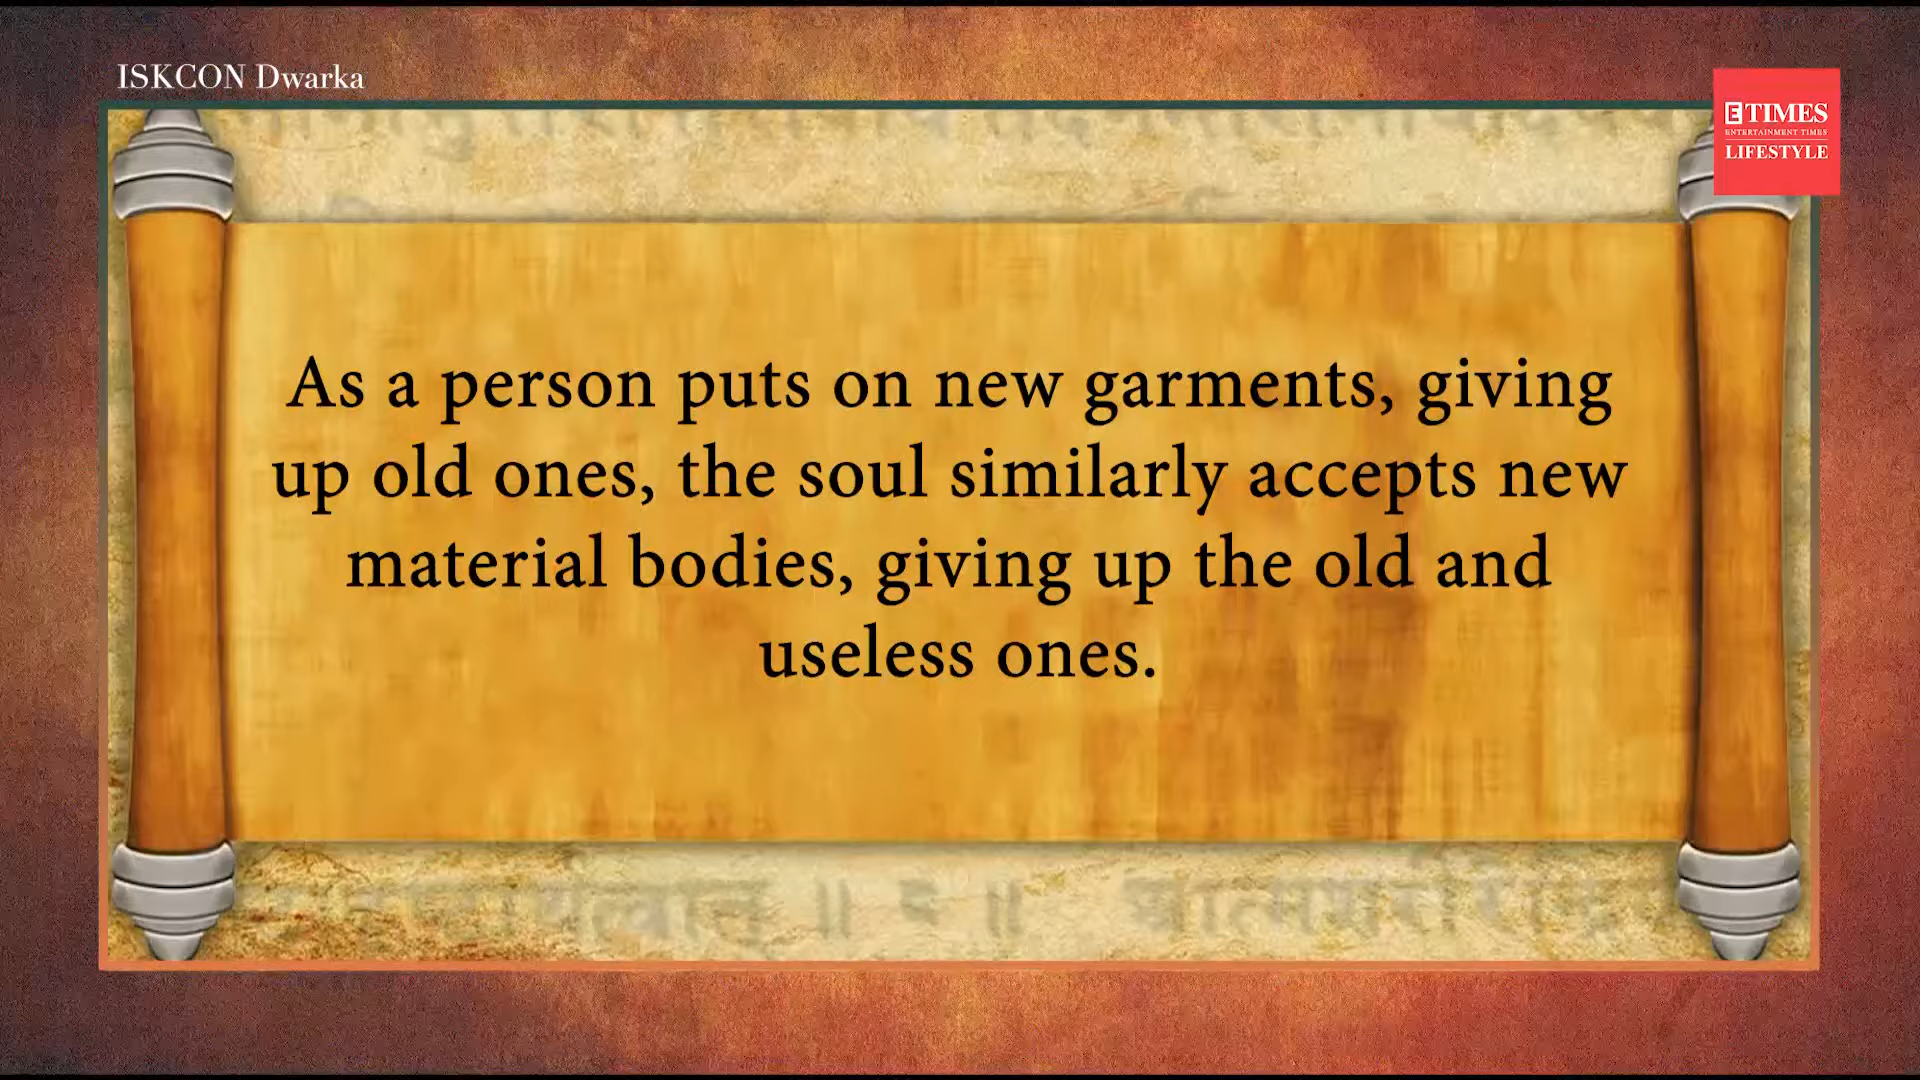 ISKCON Dwarka
ETIMES
ENTERTAINMENT TIMES
LIFESTYLE
As a person puts on new garments, giving
up old ones, the soul similarly accepts new
material bodies, giving up the old and
useless ones.